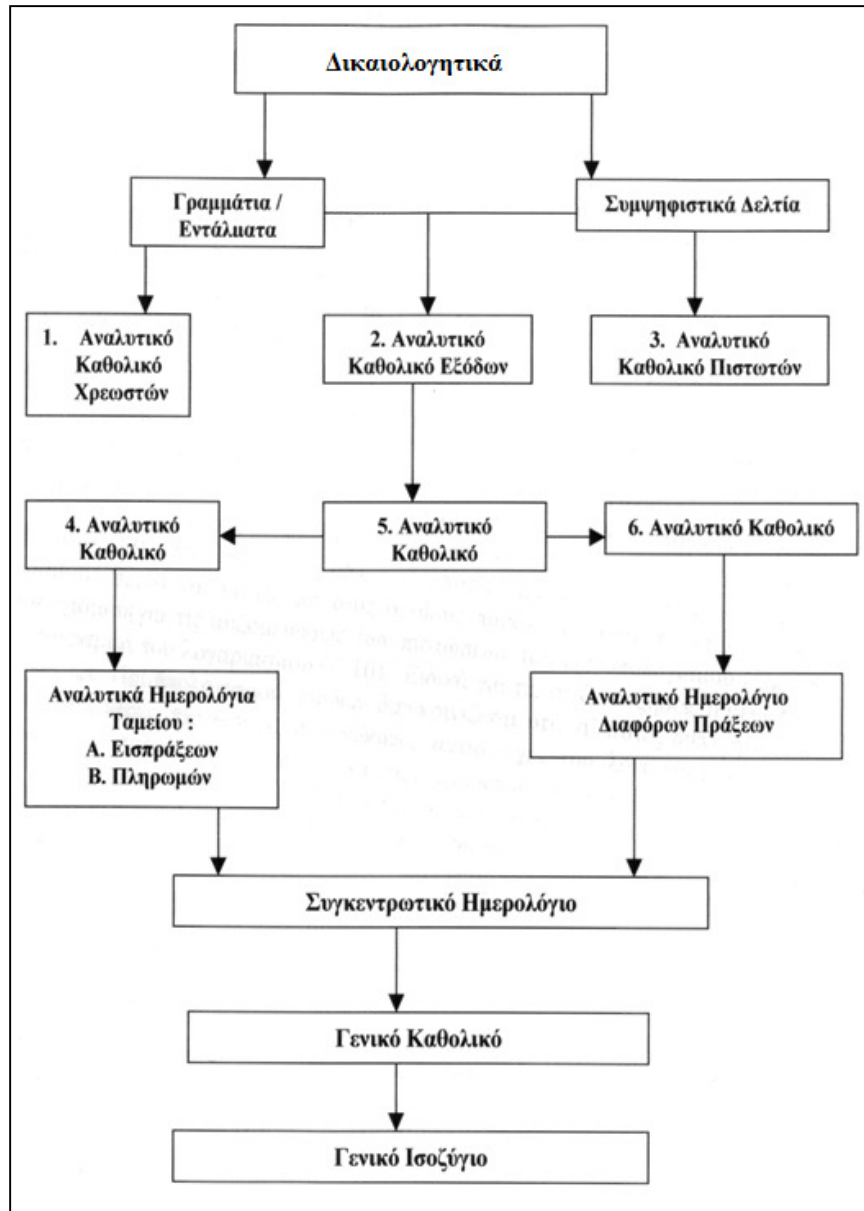 Δικαιολογητικά
Γραμμάτια /
Εντάλματα
Συμψηφιστικά Δελτία
1. Αναλυτικό
Καθολικό
Χρεωστών
2. Αναλυτικό
Καθολικό Εξόδων
3. Αναλυτικό
Καθολικό Πιστωτών
4. Αναλυτικό
Καθολικό
5. Αναλυτικό
Καθολικό
6. Αναλυτικό Καθολικό
Αναλυτικά Ημερολόγια
Ταμείου :
Α. Εισπράξεων
Β. Πληρωμών
Αναλυτικό Ημερολόγιο
Διαφόρων Πράξεων
Συγκεντρωτικό Ημερολόγιο
Γενικό Καθολικό
Γενικό Ισοζύγιο